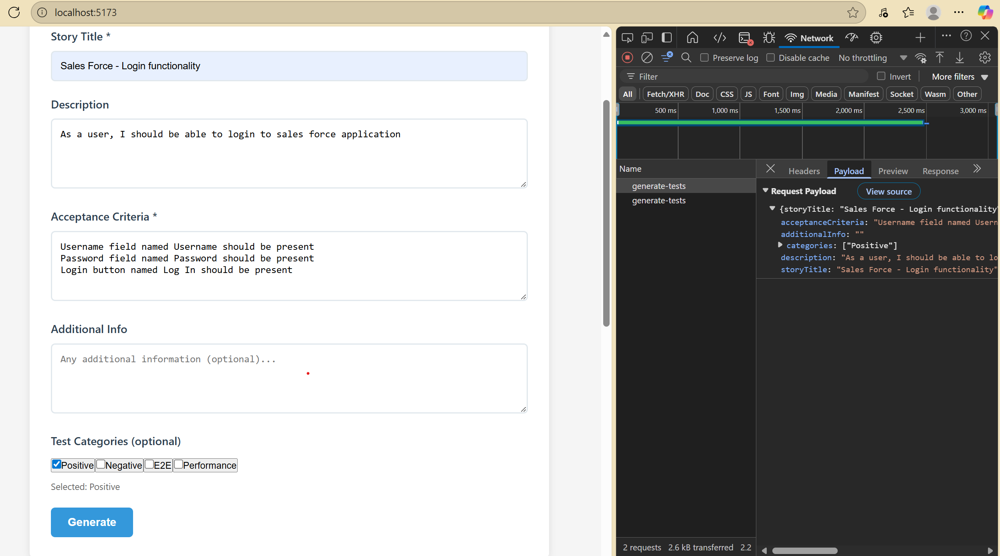 localhost:5173
Story Title *
Sales Force - Login functionality
Description
As a user, I should be able to login to sales force application
Acceptance Criteria *
Username field named Username should be present
Password field named Password should be present
Login button named Log In should be present
Additional Info
Any additional information (optional)...
Test Categories (optional)
Positive Negative E2E Performance
Selected: Positive
Generate
Network
Preserve log Disable cache No throttling
Filter Invert More filters
All Fetch/XHR Doc CSS JS Font Img Media Manifest Socket Wasm Other
500 ms 1,000 ms 1,500 ms 2,000 ms 2,500 ms 3,000 ms
Name
generate-tests
generate-tests
Headers Payload Preview Response
Request Payload View source
{storyTitle: "Sales Force - Login functionality"
acceptanceCriteria: "Username field named Usern
additionalInfo: ""
categories: ["Positive"]
description: "As a user, I should be able to lo
storyTitle: "Sales Force - Login functionality"
2 requests 2.6 kB transferred 2.2